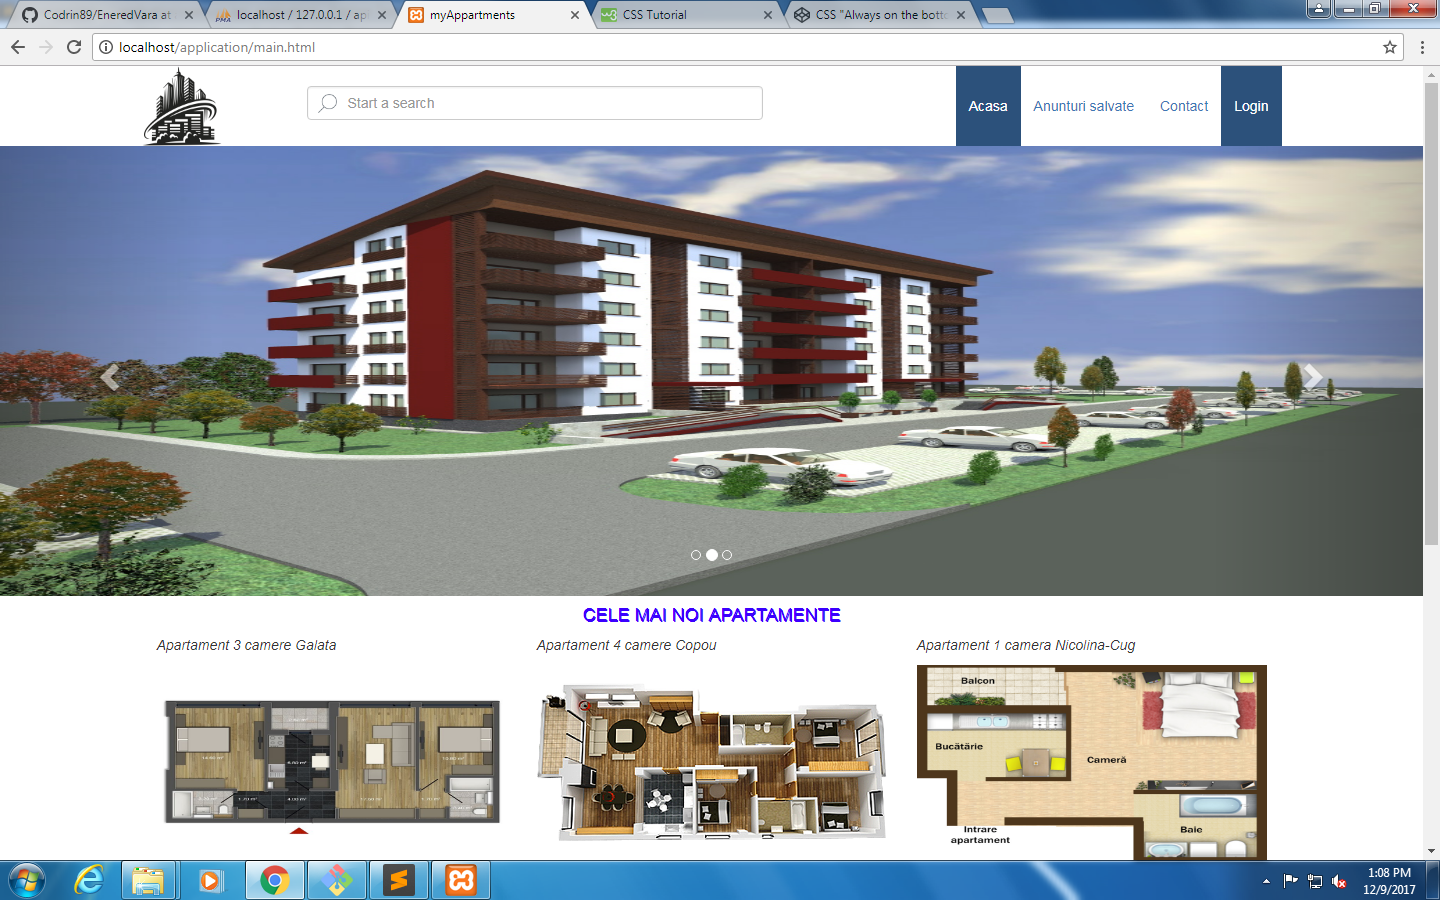 Codrin89/EneredVara at
localhost / 127.0.0.1 / ap
myAppartments
CSS Tutorial
CSS "Always on the bott
localhost/application/main.html
Start a search
Acasa
Anunturi salvate
Contact
Login
CELE MAI NOI APARTAMENTE
Apartament 3 camere Galata
Apartament 4 camere Copou
Apartament 1 camera Nicolina-Cug
Balcon
Bucătărie
Cameră
Intrare
apartament
Baie
1:08 PM
12/9/2017